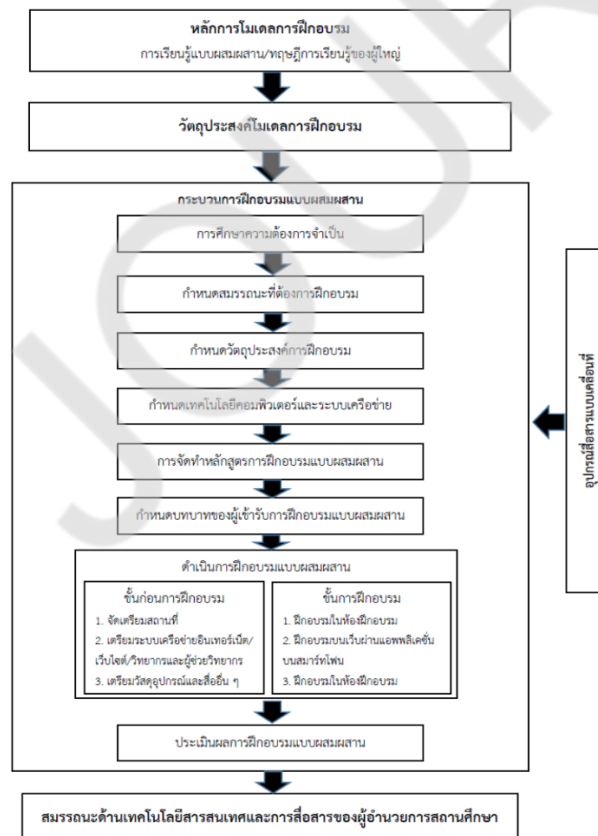 หลักการโมเดลการฝึกอบรม
การเรียนรู้แบบผสมผสาน/ทฤษฎีการเรียนรู้ของผู้ใหญ่
วัตถุประสงค์โมเดลการฝึกอบรม
กระบวนการฝึกอบรมแบบผสมผสาน
การศึกษาความต้องการจำเป็น
กำหนดสมรรถนะที่ต้องการฝึกอบรม
กำหนดวัตถุประสงค์การฝึกอบรม
กำหนดเทคโนโลยีคอมพิวเตอร์และระบบเครือข่าย
การจัดทำหลักสูตรการฝึกอบรมแบบผสมผสาน
กำหนดบทบาทของผู้เข้ารับการฝึกอบรมแบบผสมผสาน
ดำเนินการฝึกอบรมแบบผสมผสาน
ขั้นก่อนการฝึกอบรม
1. จัดเตรียมสถานที่
2. เตรียมระบบเครือข่ายอินเทอร์เน็ต/
เว็บไซต์/วิทยากรและผู้ช่วยวิทยากร
3. เตรียมวัสดุอุปกรณ์และสื่ออื่น ๆ
ขั้นการฝึกอบรม
1. ฝึกอบรมในห้องฝึกอบรม
2. ฝึกอบรมบนเว็บผ่านแอพพลิเคชั่น
บนสมาร์ทโฟน
3. ฝึกอบรมในห้องฝึกอบรม
ประเมินผลการฝึกอบรมแบบผสมผสาน
สมรรถนะด้านเทคโนโลยีสารสนเทศและการสื่อสารของผู้อำนวยการสถานศึกษา
อุปกรณ์สื่อสารแบบเคลื่อนที่
JOUR